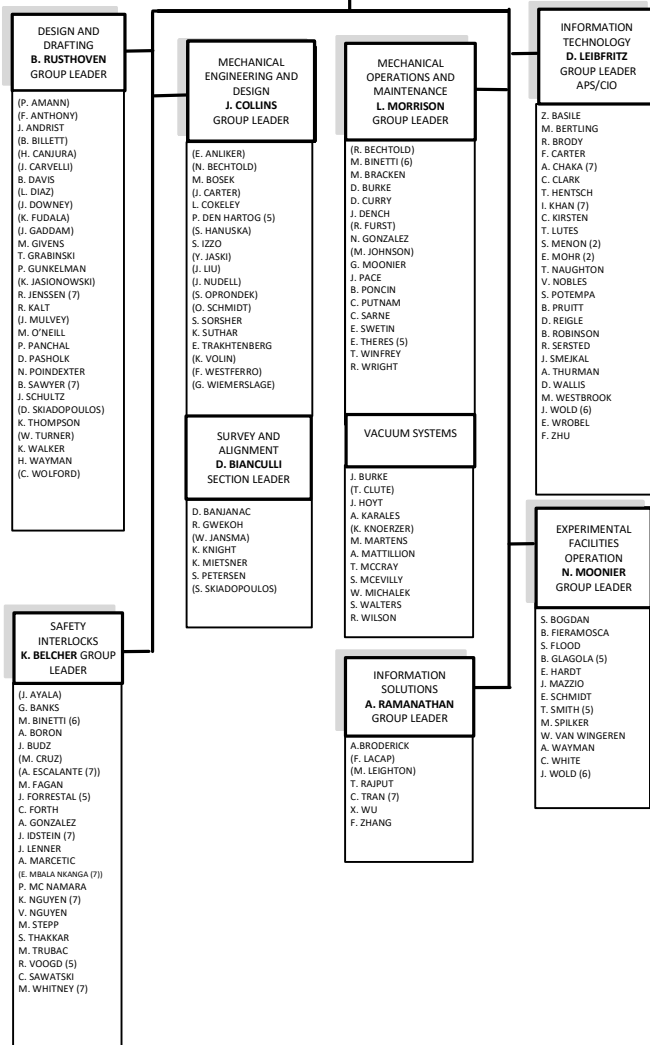 DESIGN AND
DRAFTING
B. RUSTHOVEN
GROUP LEADER
(P. AMANN)
(F. ANTHONY)
J. ANDRIST
(B. BILLETT)
(H. CANJURA)
(J. CARVELLI)
B. DAVIS
(L. DIAZ)
(J. DOWNEY)
(K. FUDALA)
(J. GADDAM)
M. GIVENS
T. GRABINSKI
P. GUNKELMAN
(K. JASIONOWSKI)
R. JENSSEN (7)
R. KALT
(J. MULVEY)
M. O’NEILL
P. PANCHAL
D. PASHOLK
N. POINDEXTER
B. SAWYER (7)
J. SCHULTZ
(D. SKIADOPOULOS)
K. THOMPSON
(W. TURNER)
K. WALKER
H. WAYMAN
(C. WOLFORD)
SAFETY
INTERLOCKS
K. BELCHER GROUP
LEADER
(J. AYALA)
G. BANKS
M. BINETTI (6)
A. BORON
J. BUDZ
(M. CRUZ)
(A. ESCALANTE (7))
M. FAGAN
J. FORRESTAL (5)
C. FORTH
A. GONZALEZ
J. IDSTEIN (7)
J. LENNER
A. MARCETIC
(E. MBALA NKANGA (7))
P. MC NAMARA
K. NGUYEN (7)
V. NGUYEN
M. STEPP
S. THAKKAR
M. TRUBAC
R. VOOGD (5)
C. SAWATSKI
M. WHITNEY (7)
MECHANICAL
ENGINEERING AND
DESIGN
J. COLLINS
GROUP LEADER
(E. ANLIKER)
(N. BECHTOLD)
M. BOSEK
(J. CARTER)
L. COKELEY
P. DEN HARTOG (5)
(S. HANUSKA)
S. IZZO
(Y. JASKI)
(J. LIU)
(J. NUDELL)
(S. OPRONDEK)
(O. SCHMIDT)
S. SORSHER
K. SUTHAR
E. TRAKHTENBERG
(K. VOLIN)
(F. WESTFERRO)
(G. WIEMERSLAGE)
SURVEY AND
ALIGNMENT
D. BIANCULLI
SECTION LEADER
D. BANJANAC
R. GWEKOH
(W. JANSMA)
K. KNIGHT
K. MIETSNER
S. PETERSEN
(S. SKIADOPOULOS)
MECHANICAL
OPERATIONS AND
MAINTENANCE
L. MORRISON
GROUP LEADER
(R. BECHTOLD)
M. BINETTI (6)
M. BRACKEN
D. BURKE
D. CURRY
J. DENCH
(R. FURST)
N. GONZALEZ
(M. JOHNSON)
G. MOONIER
J. PACE
B. PONCIN
C. PUTNAM
C. SARNE
E. SWETIN
E. THERES (5)
T. WINFREY
R. WRIGHT
VACUUM SYSTEMS
J. BURKE
(T. CLUTE)
J. HOYT
A. KARALES
(K. KNOERZER)
M. MARTENS
A. MATTILLION
T. MCCRAY
S. MCEVILLY
W. MICHALEK
S. WALTERS
R. WILSON
INFORMATION
SOLUTIONS
A. RAMANATHAN
GROUP LEADER
A.BRODERICK
(F. LACAP)
(M. LEIGHTON)
T. RAJPUT
C. TRAN (7)
X. WU
F. ZHANG
INFORMATION
TECHNOLOGY
D. LEIBFRITZ
GROUP LEADER
APS/CIO
Z. BASILE
M. BERTLING
R. BRODY
F. CARTER
A. CHAKA (7)
C. CLARK
T. HENTSCH
I. KHAN (7)
C. KIRSTEN
T. LUTES
S. MENON (2)
E. MOHR (2)
T. NAUGHTON
V. NOBLES
S. POTEMPA
B. PRUITT
D. REIGLE
B. ROBINSON
R. SERSTED
J. SMEJKAL
A. THURMAN
D. WALLIS
M. WESTBROOK
J. WOLD (6)
E. WROBEL
F. ZHU
EXPERIMENTAL
FACILITIES
OPERATION
N. MOONIER
GROUP LEADER
S. BOGDAN
B. FIERAMOSCA
S. FLOOD
B. GLAGOLA (5)
E. HARDT
J. MAZZIO
E. SCHMIDT
T. SMITH (5)
M. SPILKER
W. VAN WINGEREN
A. WAYMAN
C. WHITE
J. WOLD (6)